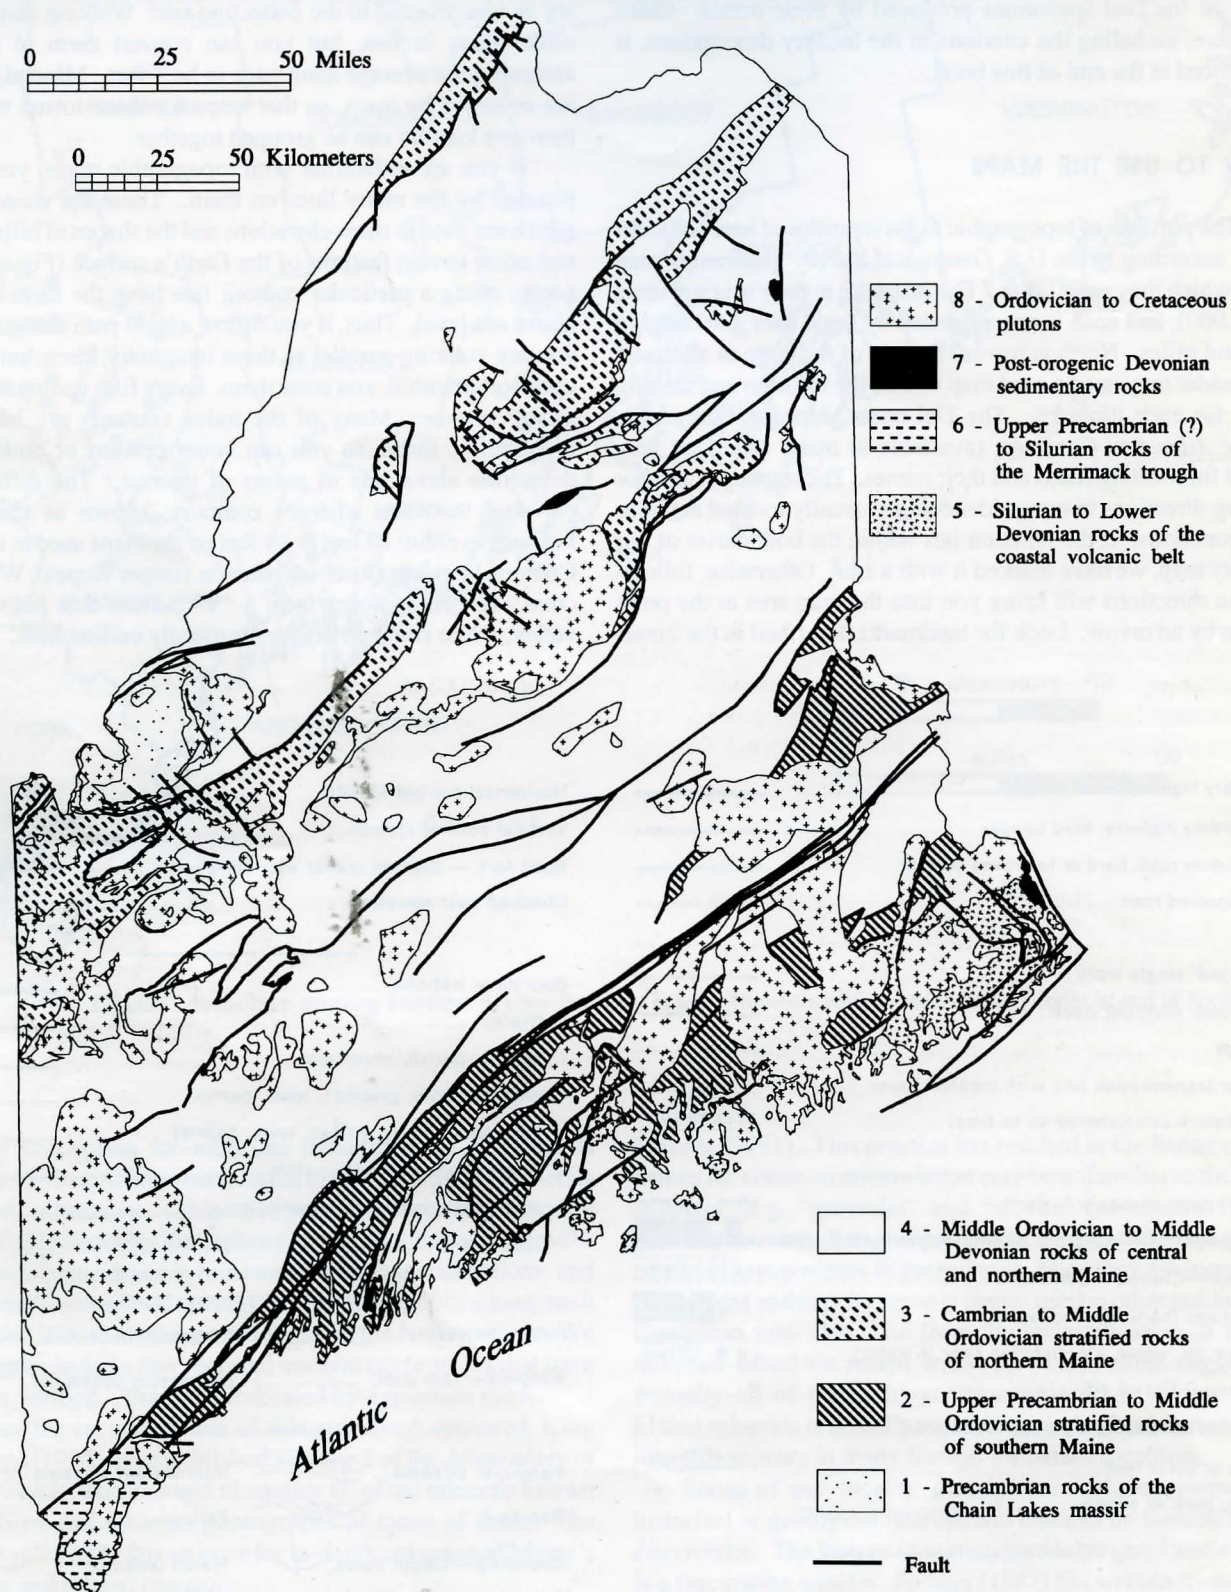 0 25 50 Miles
0 25 50 Kilometers
8 - Ordovician to Cretaceous
plutons
7 - Post-orogenic Devonian
sedimentary rocks
6 - Upper Precambrian (?)
to Silurian rocks of
the Merrimack trough
5 - Silurian to Lower
Devonian rocks of the
coastal volcanic belt
4 - Middle Ordovician to Middle
Devonian rocks of central
and northern Maine
3 - Cambrian to Middle
Ordovician stratified rocks
of northern Maine
2 - Upper Precambrian to Middle
Ordovician stratified rocks
of southern Maine
1 - Precambrian rocks of the
Chain Lakes massif
Fault
Atlantic
Ocean